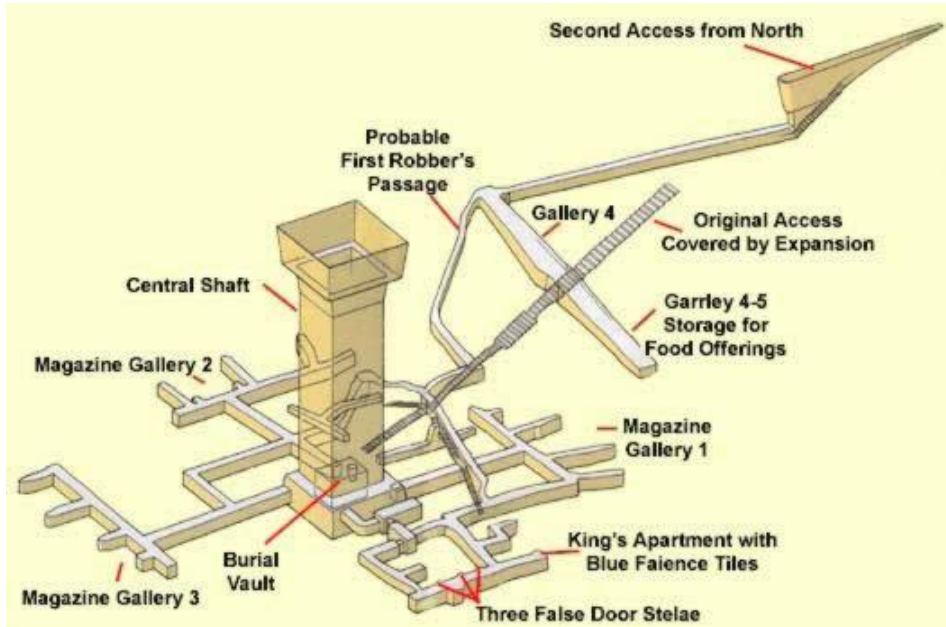 Second Access from North
Probable
First Robber's
Passage
Gallery 4
Original Access
Covered by Expansion
Central Shaft
Garrley 4-5
Storage for
Food Offerings
Magazine Gallery 2
Magazine
Gallery 1
King's Apartment with
Blue Faience Tiles
Burial
Vault
Magazine Gallery 3
Three False Door Stelae